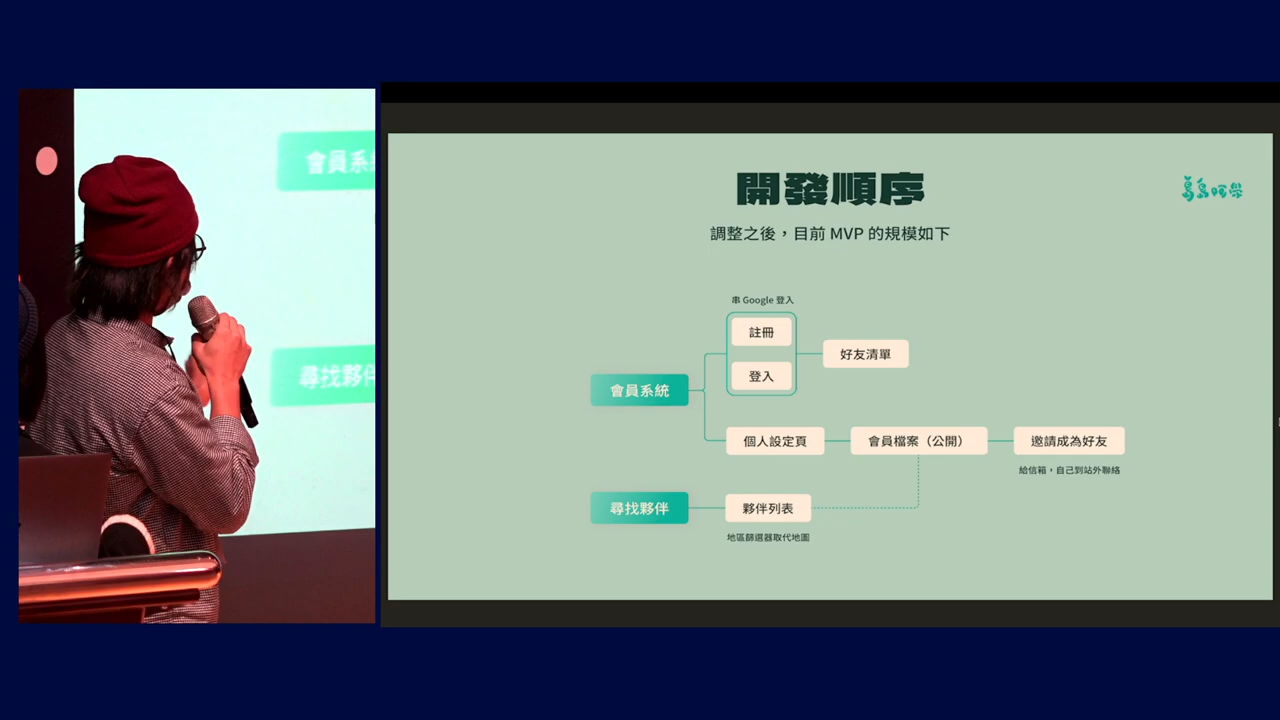 會員系
尋找夥伴
開發順序
調整之後，目前 MVP 的規模如下
串 Google 登入
註冊
好友清單
登入
會員系統
個人設定頁
會員檔案（公開）
邀請成為好友
給信箱，自己到站外聯絡
尋找夥伴
夥伴列表
地區篩選器取代地圖